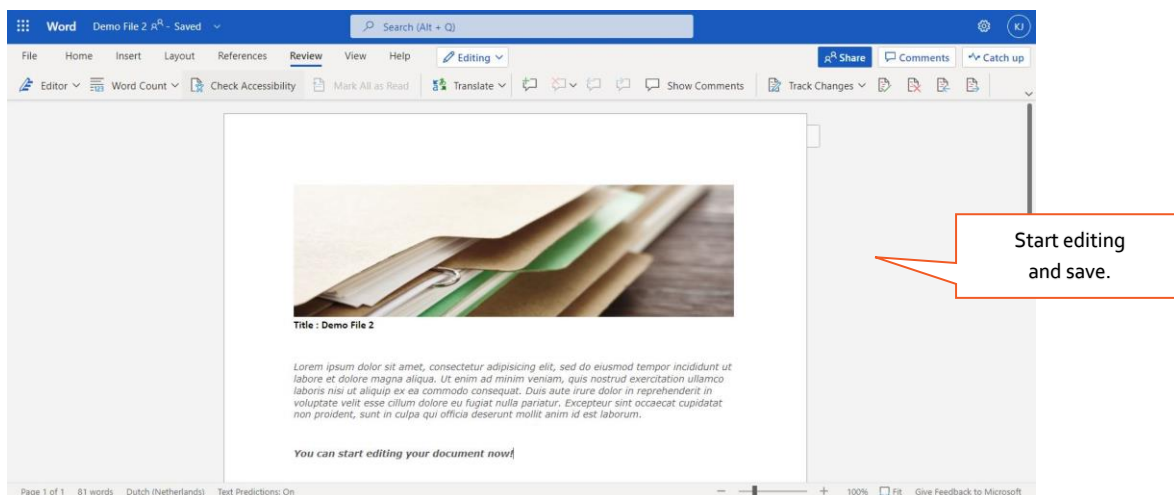 Word Demo File 2 - Saved Search (Alt + Q) KJ
File Home Insert Layout References Review View Help Editing Share Comments Catch up
Editor Word Count Check Accessibility Mark All as Read Translate Show Comments Track Changes
Start editing
and save.
Title : Demo File 2
Lorem ipsum dolor sit amet, consectetur adipisicing elit, sed do eiusmod tempor incididunt ut
labore et dolore magna aliqua. Ut enim ad minim veniam, quis nostrud exercitation ullamco
laboris nisi ut aliquip ex ea commodo consequat. Duis aute irure dolor in reprehenderit in
voluptate velit esse cillum dolore eu fugiat nulla pariatur. Excepteur sint occaecat cupidatat
non proident, sunt in culpa qui officia deserunt mollit anim id est laborum.
You can start editing your document now!
Page 1 of 1 81 words Dutch (Netherlands) Text Predictions: On 100% Fit Give Feedback to Microsoft